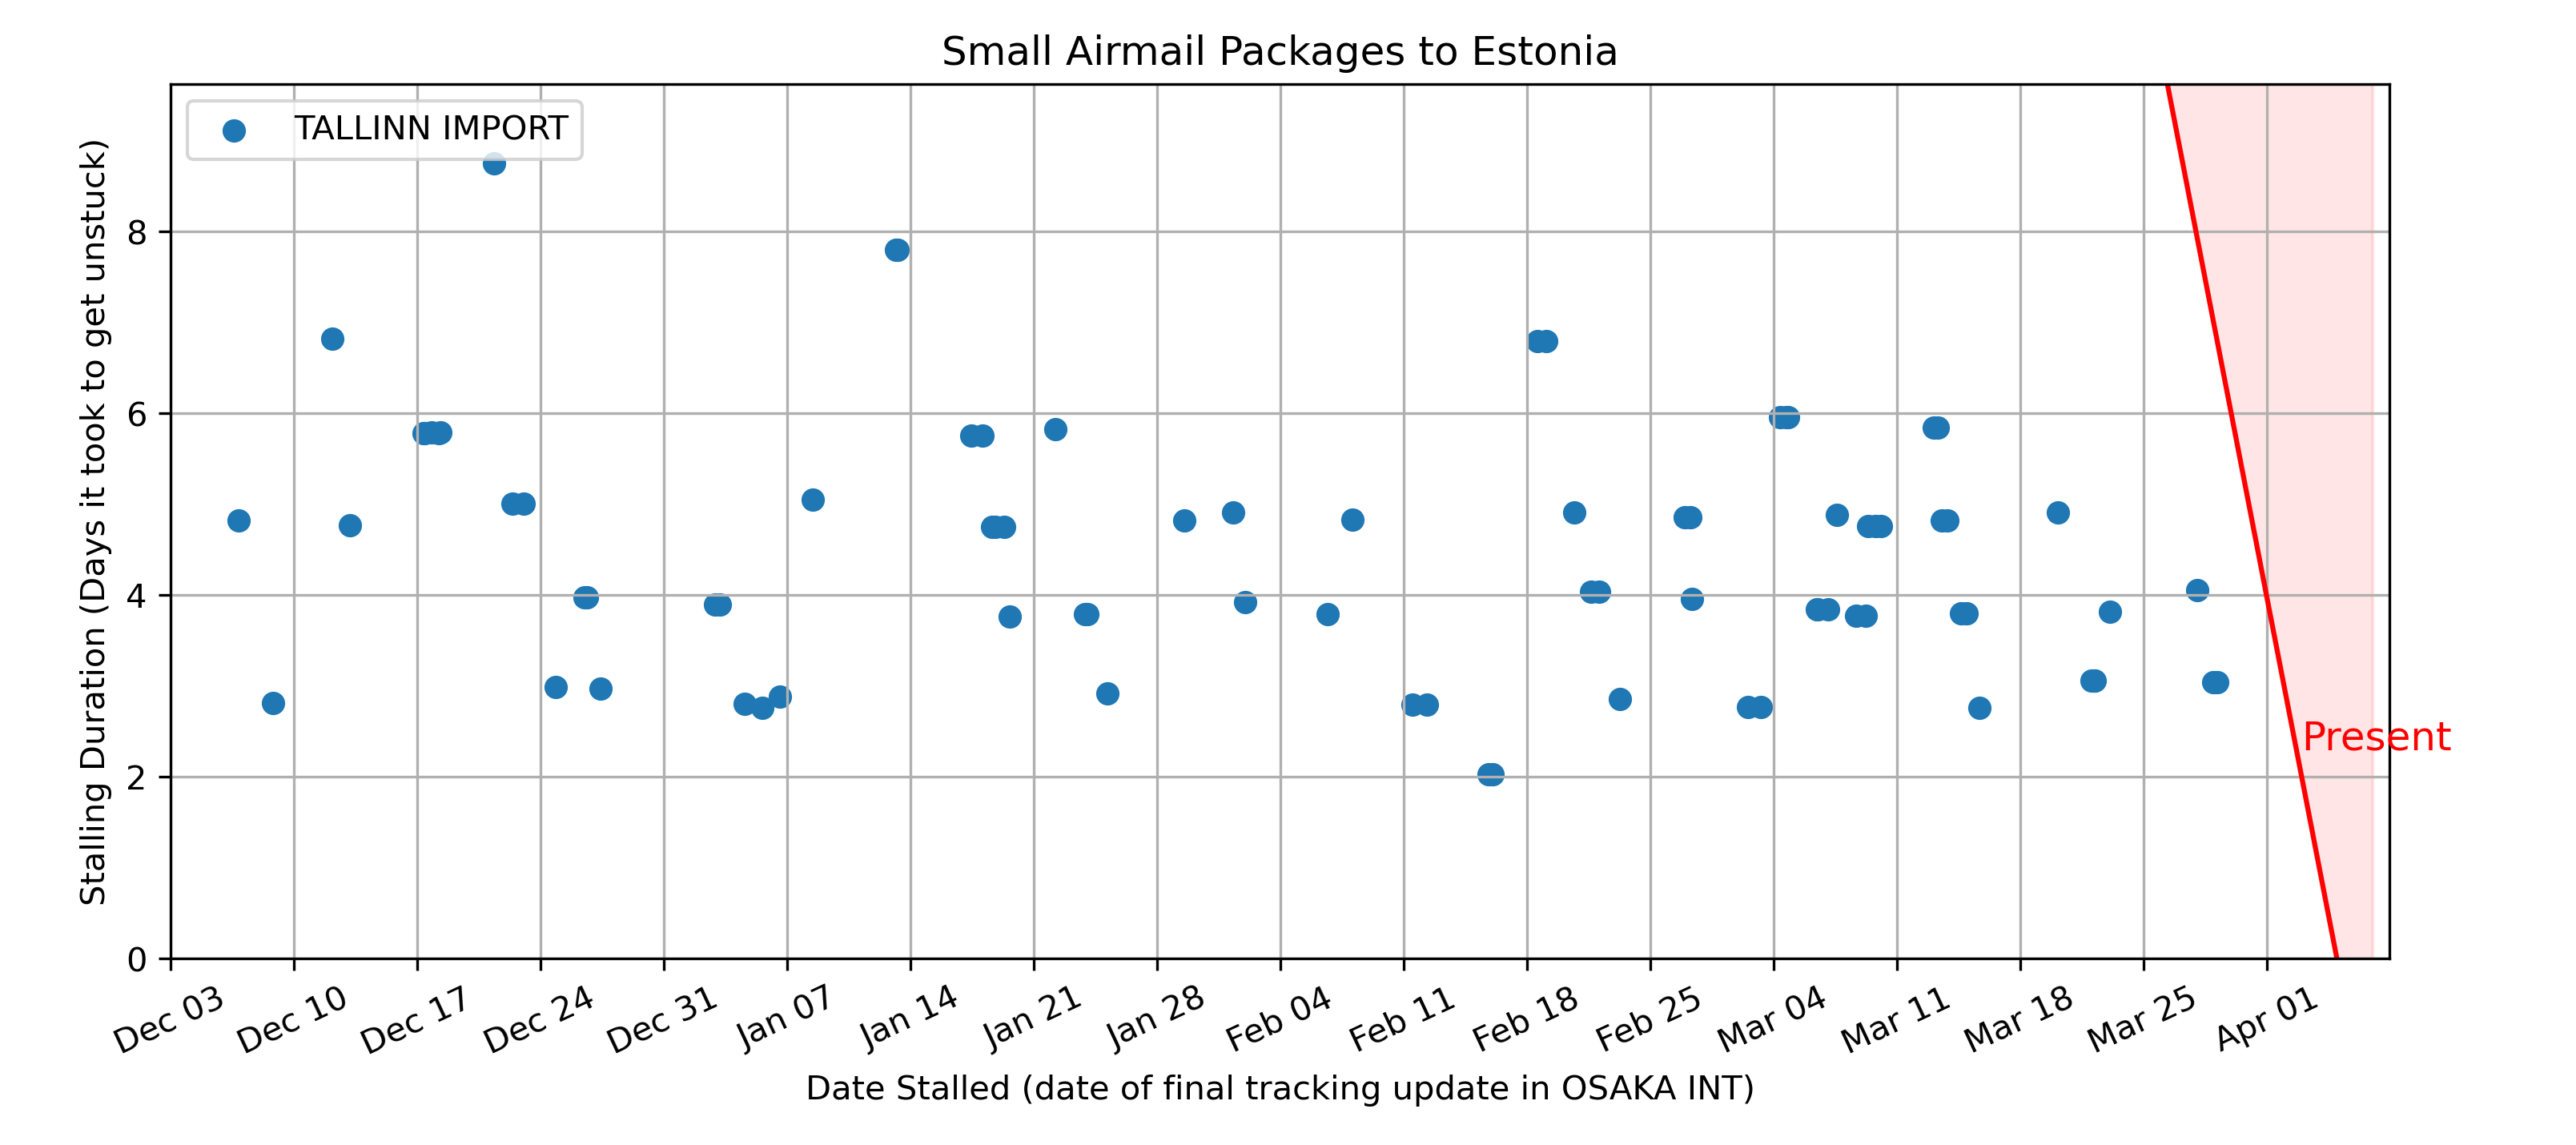 Small Airmail Packages to Estonia
TALLINN IMPORT
Stalling Duration (Days it took to get unstuck)
8
6
4
2
0
Present
Dec 03
Dec 10
Dec 17
Dec 24
Dec 31
Jan 07
Jan 14
Jan 21
Jan 28
Feb 04
Feb 11
Feb 18
Feb 25
Mar 04
Mar 11
Mar 18
Mar 25
Apr 01
Date Stalled (date of final tracking update in OSAKA INT)